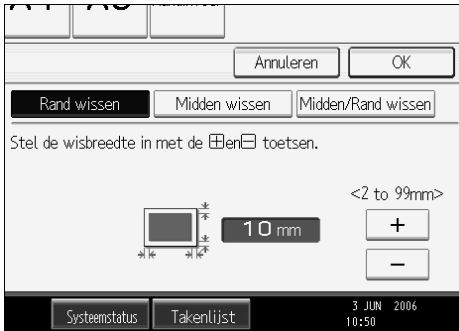 Annuleren OK
Rand wissen Midden wissen Midden/Rand wissen
Stel de wisbreedte in met de ⊞en⊟ toetsen.
<2 to 99mm>
10 mm +
−
Systeemstatus Takenlijst 3 JUN 2006
10:50